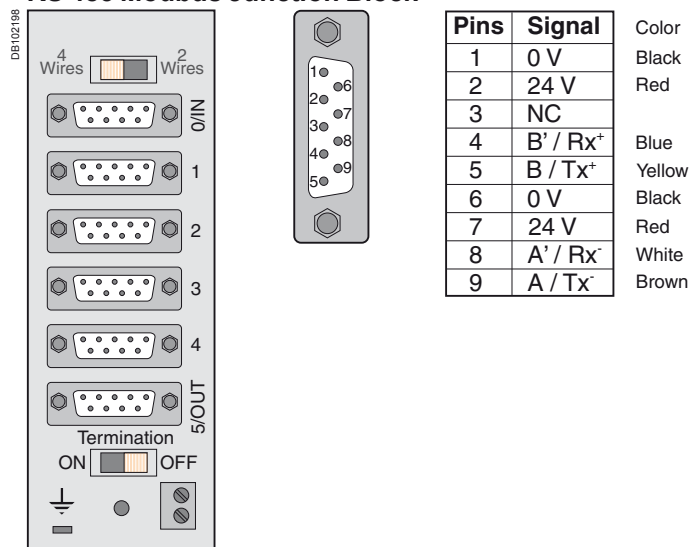 RS 485 Modbus Junction Block
DB102198
4 Wires
2 Wires
0/IN
1
2
3
4
5/OUT
Termination
ON OFF
1 6
2 7
3 8
4 9
5
Pins Signal Color
1 0 V Black
2 24 V Red
3 NC
4 B' / Rx+ Blue
5 B / Tx+ Yellow
6 0 V Black
7 24 V Red
8 A' / Rx- White
9 A / Tx- Brown